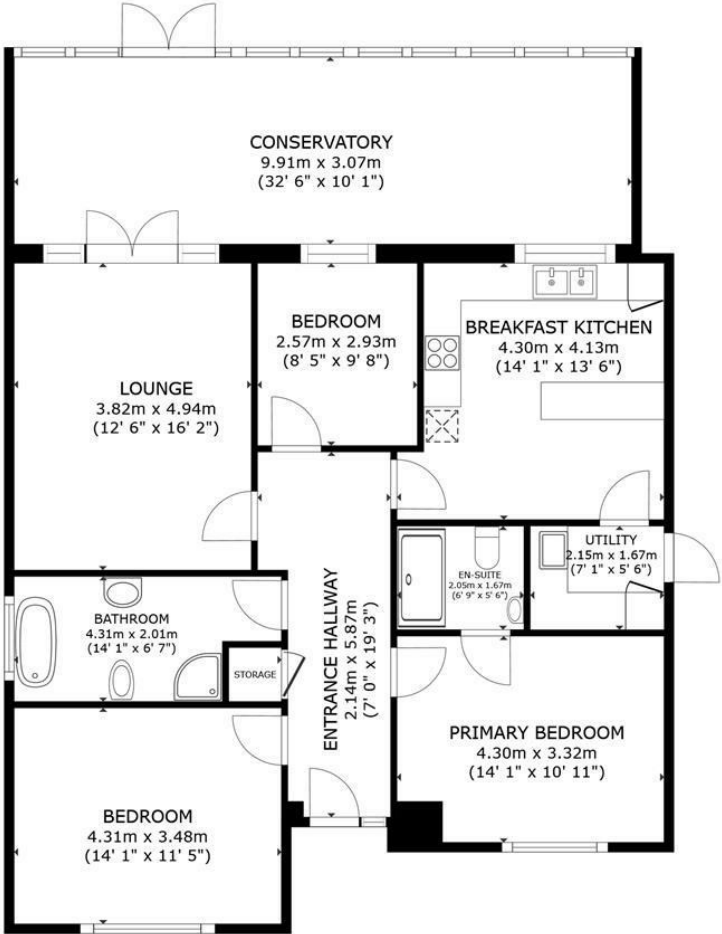 CONSERVATORY
9.91m x 3.07m
(32' 6" x 10' 1")
BEDROOM
2.57m x 2.93m
(8' 5" x 9' 8")
BREAKFAST KITCHEN
4.30m x 4.13m
(14' 1" x 13' 6")
LOUNGE
3.82m x 4.94m
(12' 6" x 16' 2")
UTILITY
2.15m x 1.67m
(7' 1" x 5' 6")
EN-SUITE
2.05m x 1.67m
(6' 9" x 5' 6")
ENTRANCE HALLWAY
2.14m x 5.87m
(7' 0" x 19' 3")
BATHROOM
4.31m x 2.01m
(14' 1" x 6' 7")
STORAGE
PRIMARY BEDROOM
4.30m x 3.32m
(14' 1" x 10' 11")
BEDROOM
4.31m x 3.48m
(14' 1" x 11' 5")